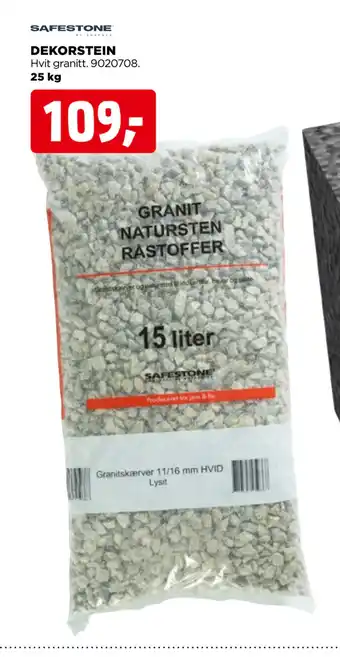 SAFESTONE
DEKORSTEIN
Hvit granitt. 9020708.
25 kg
109,-
GRANIT
NATURSTEN
RÅSTOFFER
15 liter
SAFESTONE
Granitskærver 11/16 mm HVID
Lysit